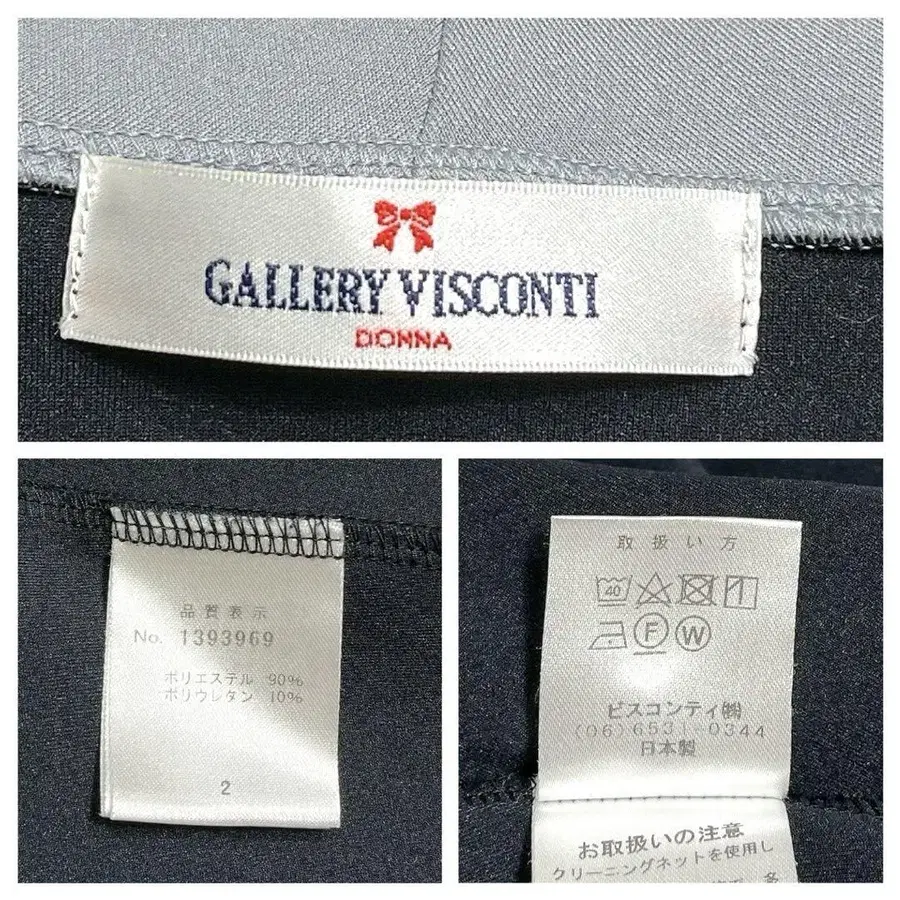 GALLERY VISCONTI
DONNA
品質表示
No. 1393969
ポリエステル 90%
ポリウレタン 10%
2
取扱い方
40
F W
ビスコンティ㈱
(06)6531-0344
日本製
お取扱いの注意
クリーニングネットを使用し